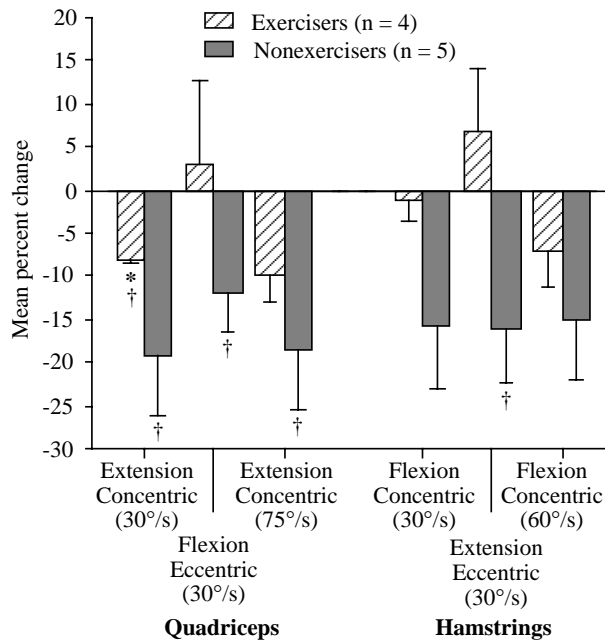 Exercisers (n = 4)
Nonexercisers (n = 5)
Mean percent change
20
15
10
5
0
-5
-10
-15
-20
-25
-30
*
†
†
†
†
†
Extension
Concentric
(30°/s)
Flexion
Eccentric
(30°/s)
Extension
Concentric
(75°/s)
Flexion
Concentric
(30°/s)
Extension
Eccentric
(30°/s)
Flexion
Concentric
(60°/s)
Quadriceps
Hamstrings